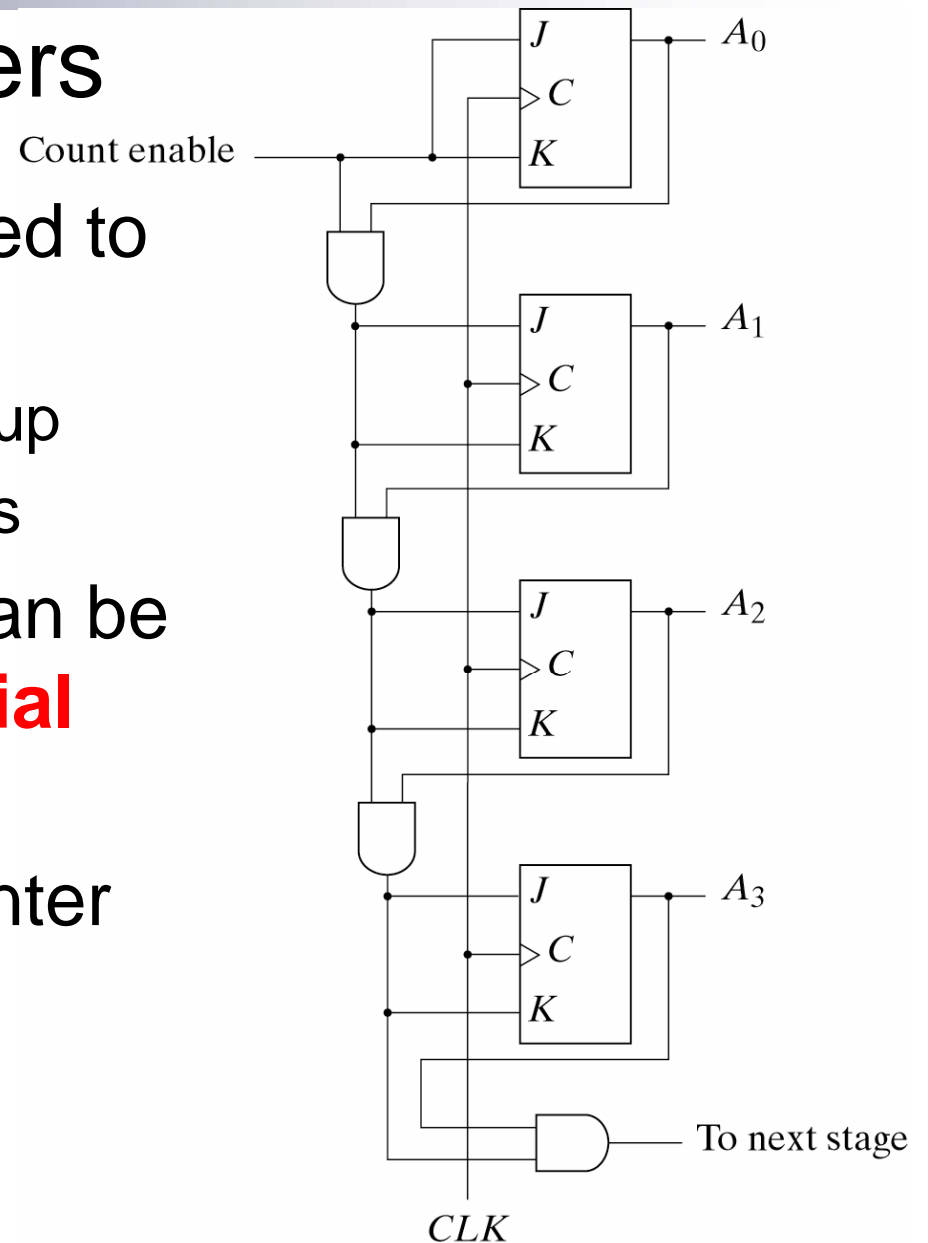 ers
Count enable
ed to
up
s
an be
ial
nter
J
C
K
A0
J
C
K
A1
J
C
K
A2
J
C
K
A3
To next stage
CLK